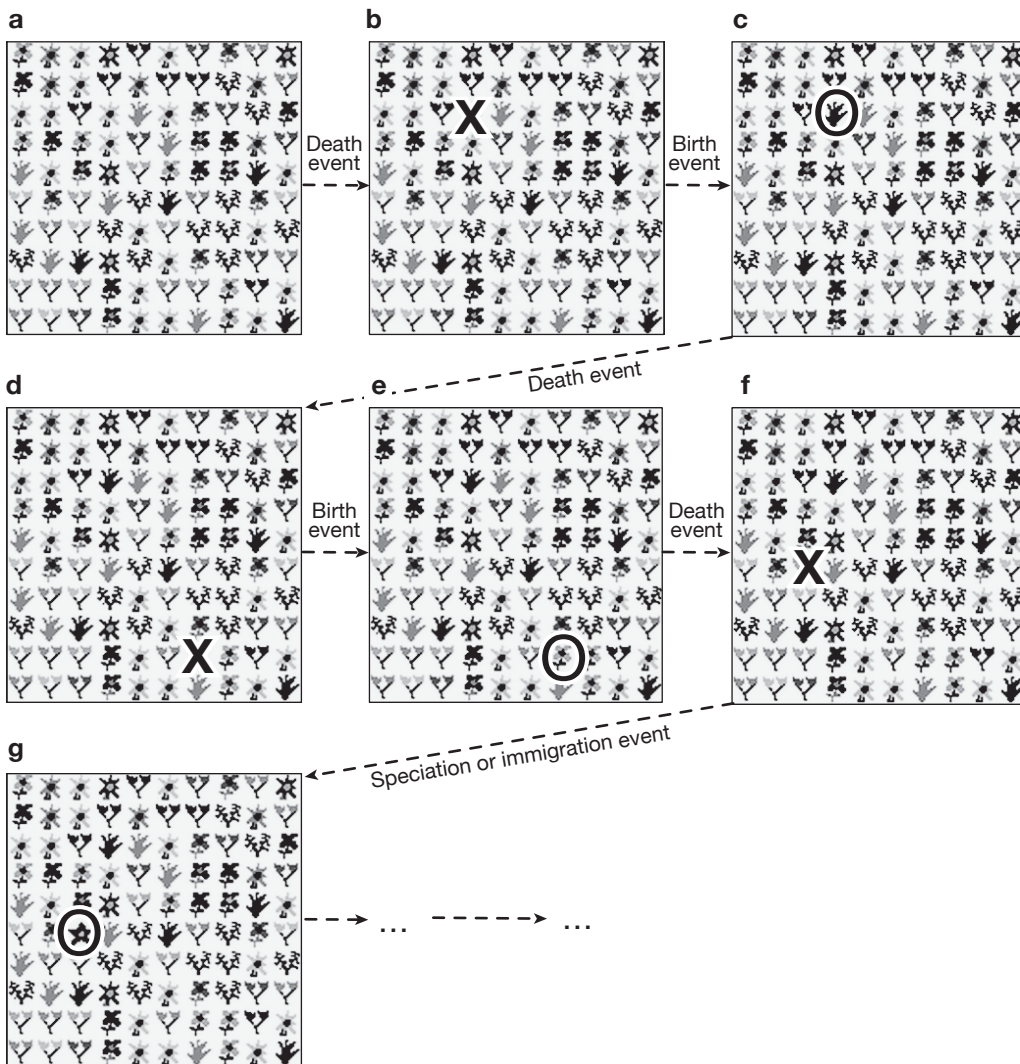 a
b
c
Death
event
Birth
event
X
O
d
Death event
e
f
Birth
event
Death
event
X
O
X
g
Speciation or immigration event
O
...
...